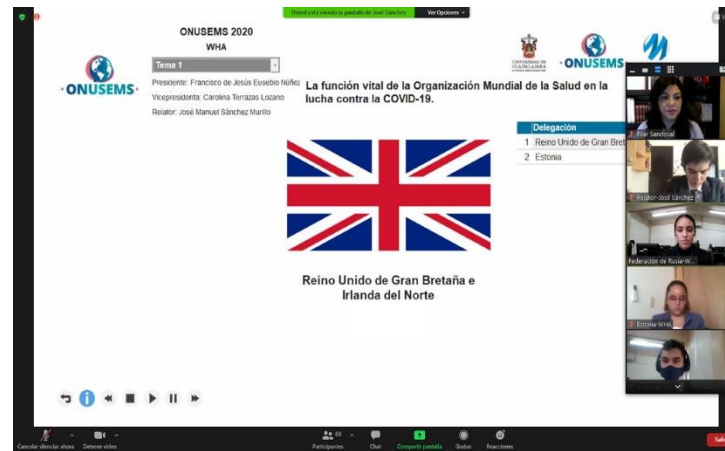 Usted está viendo la pantalla de José Sánchez
Ver Opciones
ONUSEMS 2020
WHA
Tema 1
Presidente: Francisco de Jesús Eusebio Núñez
Vicepresidenta: Carolina Terrazas Lozano
Relator: José Manuel Sánchez Murillo
·ONUSEMS·
UNIVERSIDAD DE
GUADALAJARA
·ONUSEMS
La función vital de la Organización Mundial de la Salud en la
lucha contra la COVID-19.
Delegación
1 Reino Unido de Gran Bret
2 Estonia
Reino Unido de Gran Bretaña e
Irlanda del Norte
Pilar Sandoval
Relator-José Sánchez
Federación de Rusia-W...
Estonia-WHA
Cancelar silenciar ahora
Detener video
Participantes
Chat
Compartir pantalla
Grabar
Reacciones